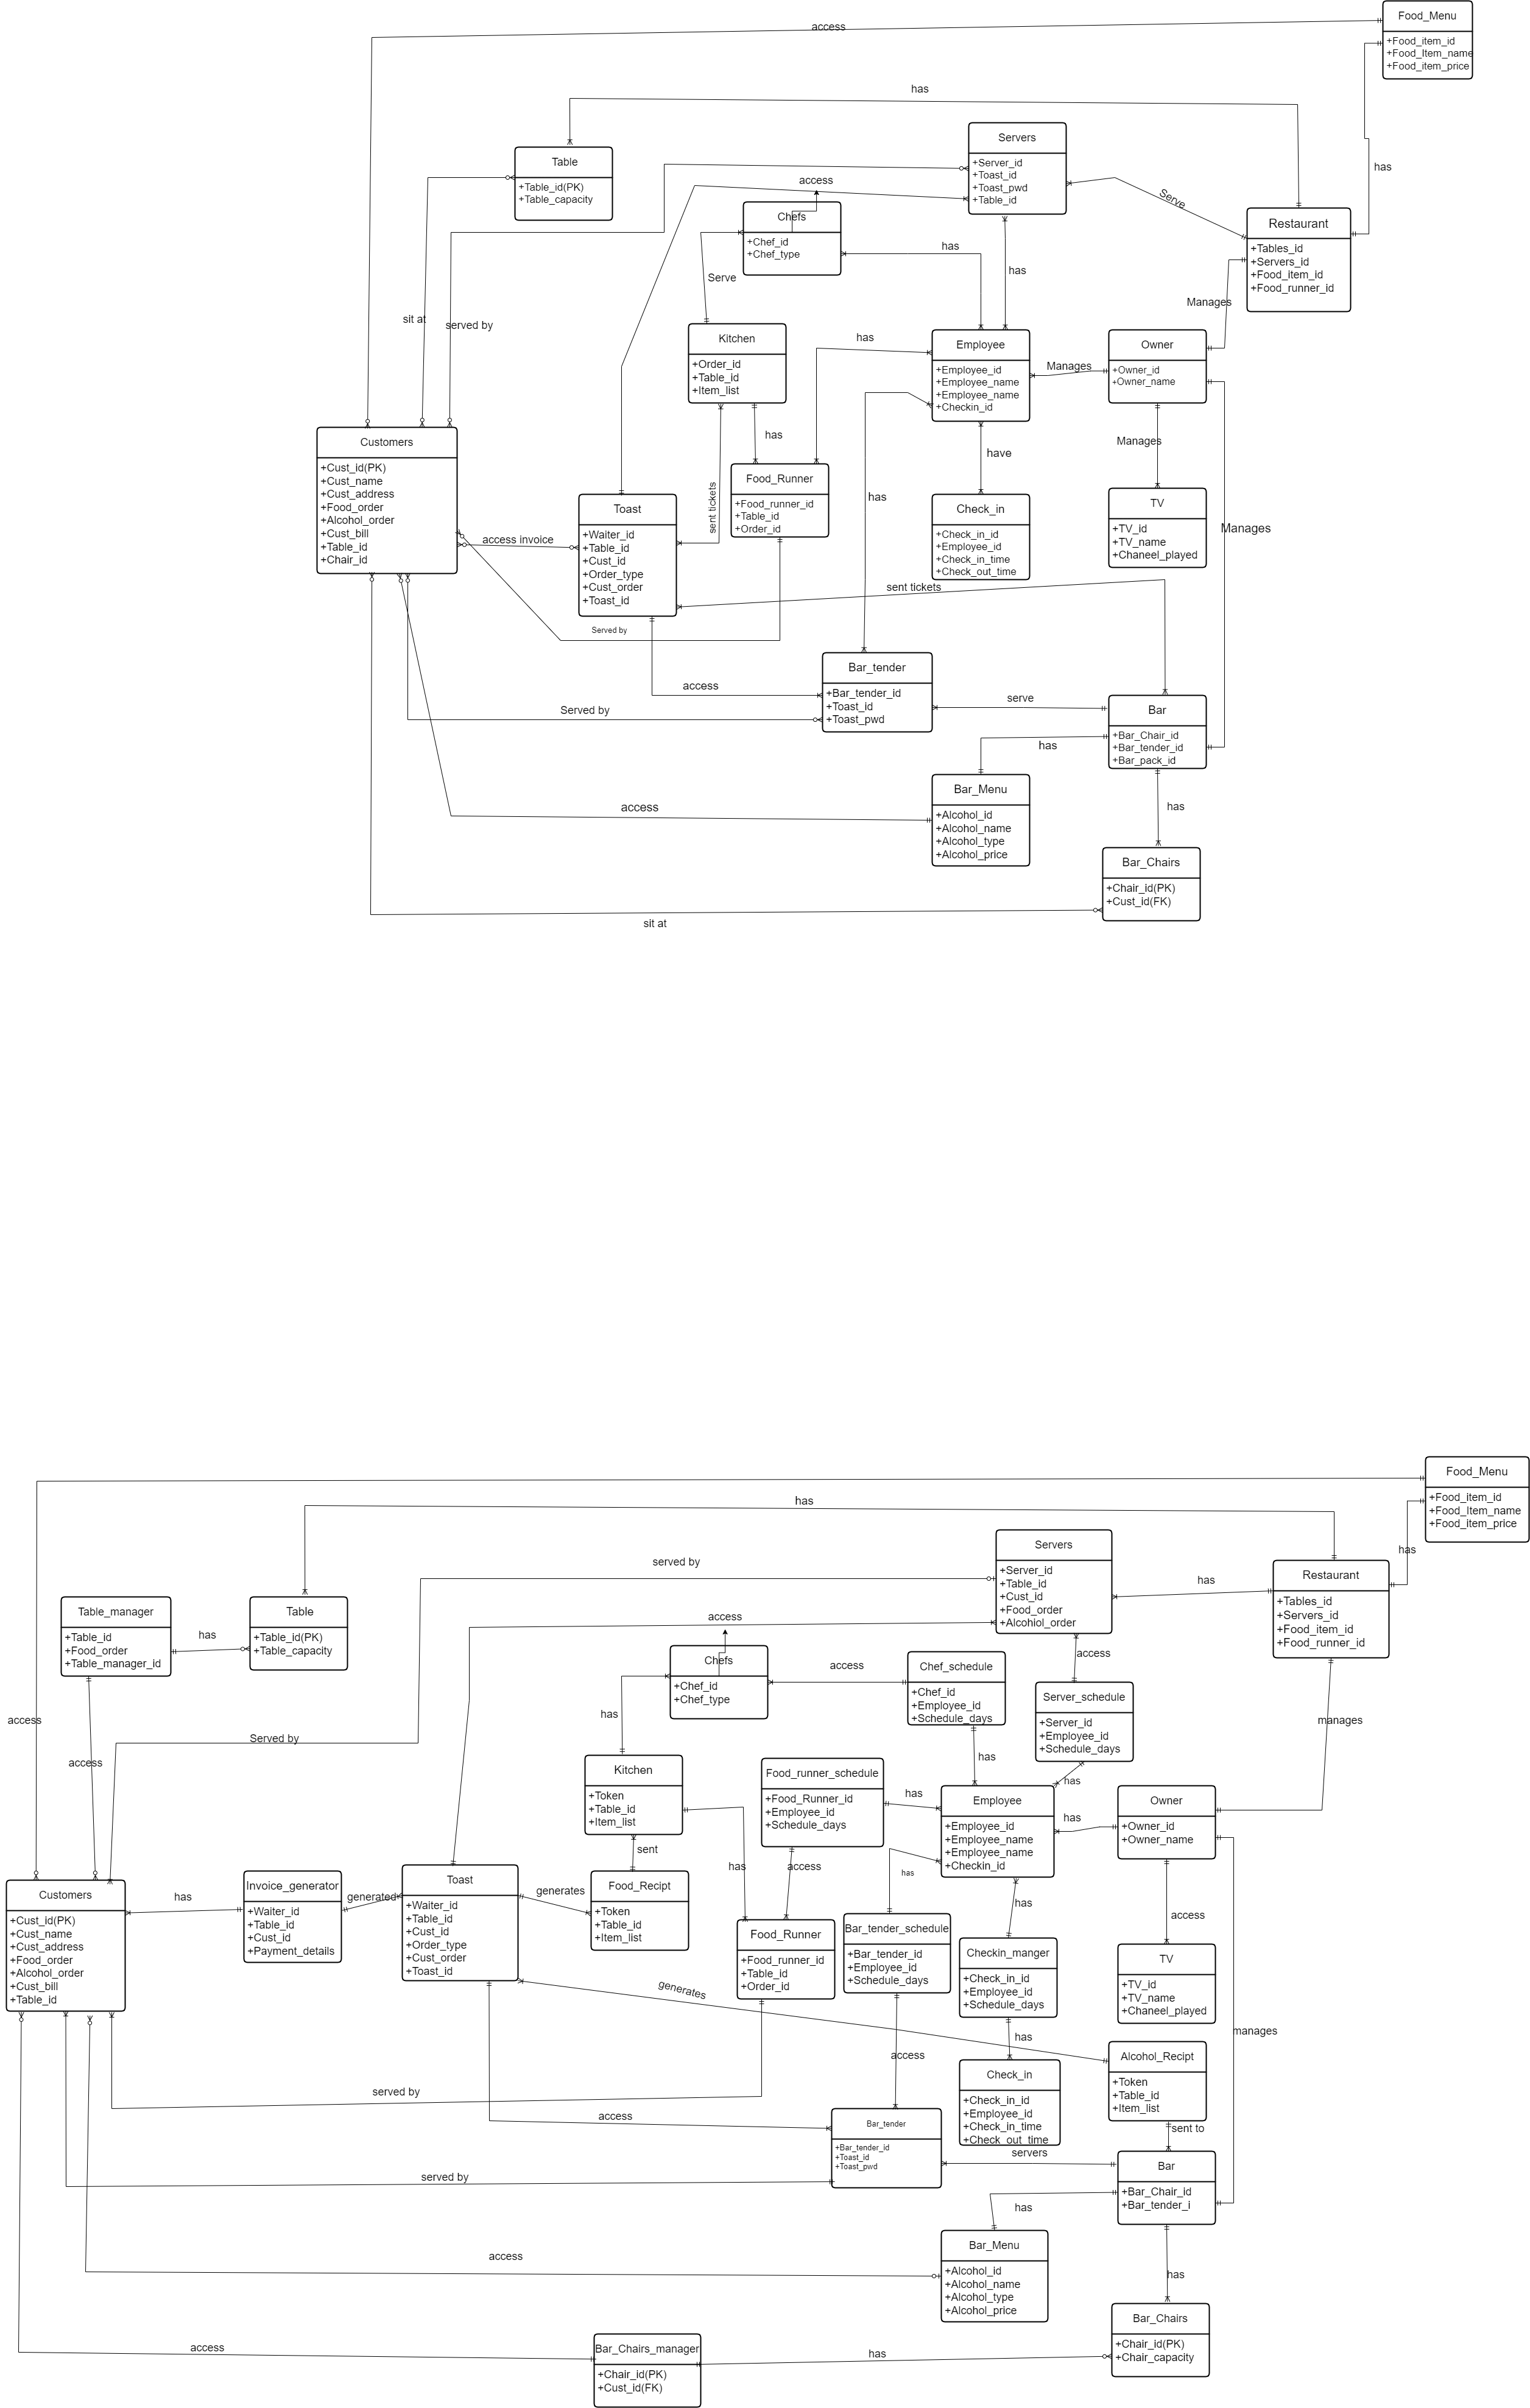 Food_Menu
+Food_item_id
+Food_Item_name
+Food_item_price
access
has
has
Servers
+Server_id
+Toast_id
+Toast_pwd
+Table_id
Table
+Table_id(PK)
+Table_capacity
access
Serve
Chefs
+Chef_id
+Chef_type
Restaurant
+Tables_id
+Servers_id
+Food_item_id
+Food_runner_id
has
has
Serve
Manages
sit at
served by
Kitchen
+Order_id
+Table_id
+Item_list
has
Employee
+Employee_id
+Employee_name
+Employee_name
+Checkin_id
Manages
Owner
+Owner_id
+Owner_name
Customers
+Cust_id(PK)
+Cust_name
+Cust_address
+Food_order
+Alcohol_order
+Cust_bill
+Table_id
+Chair_id
has
Manages
have
Food_Runner
+Food_runner_id
+Table_id
+Order_id
sent tickets
has
Toast
+Waiter_id
+Table_id
+Cust_id
+Order_type
+Cust_order
+Toast_id
access invoice
Check_in
+Check_in_id
+Employee_id
+Check_in_time
+Check_out_time
TV
+TV_id
+TV_name
+Chaneel_played
Manages
sent tickets
Served by
Bar_tender
+Bar_tender_id
+Toast_id
+Toast_pwd
access
Served by
serve
Bar
+Bar_Chair_id
+Bar_tender_id
+Bar_pack_id
has
Bar_Menu
+Alcohol_id
+Alcohol_name
+Alcohol_type
+Alcohol_price
access
has
Bar_Chairs
+Chair_id(PK)
+Cust_id(FK)
sit at
Food_Menu
+Food_item_id
+Food_Item_name
+Food_item_price
has
has
Servers
+Server_id
+Table_id
+Cust_id
+Food_order
+Alcohiol_order
served by
Restaurant
+Tables_id
+Servers_id
+Food_item_id
+Food_runner_id
has
Table_manager
+Table_id
+Food_order
+Table_manager_id
has
Table
+Table_id(PK)
+Table_capacity
access
Chefs
+Chef_id
+Chef_type
access
Chef_schedule
+Chef_id
+Employee_id
+Schedule_days
access
Server_schedule
+Server_id
+Employee_id
+Schedule_days
access
access
Served by
has
manages
Kitchen
+Token
+Table_id
+Item_list
Food_runner_schedule
+Food_Runner_id
+Employee_id
+Schedule_days
has
has
has
Employee
+Employee_id
+Employee_name
+Employee_name
+Checkin_id
has
Owner
+Owner_id
+Owner_name
sent
has
access
has
Customers
+Cust_id(PK)
+Cust_name
+Cust_address
+Food_order
+Alcohol_order
+Cust_bill
+Table_id
has
Invoice_generator
+Waiter_id
+Table_id
+Cust_id
+Payment_details
generated
Toast
+Waiter_id
+Table_id
+Cust_id
+Order_type
+Cust_order
+Toast_id
generates
Food_Recipt
+Token
+Table_id
+Item_list
Food_Runner
+Food_runner_id
+Table_id
+Order_id
Bar_tender_schedule
+Bar_tender_id
+Employee_id
+Schedule_days
has
Checkin_manger
+Check_in_id
+Employee_id
+Schedule_days
access
TV
+TV_id
+TV_name
+Chaneel_played
generates
has
manages
access
Check_in
+Check_in_id
+Employee_id
+Check_in_time
+Check_out_time
Alcohol_Recipt
+Token
+Table_id
+Item_list
served by
access
Bar_tender
+Bar_tender_id
+Toast_id
+Toast_pwd
sent to
servers
Bar
+Bar_Chair_id
+Bar_tender_i
served by
has
Bar_Menu
+Alcohol_id
+Alcohol_name
+Alcohol_type
+Alcohol_price
access
has
Bar_Chairs
+Chair_id(PK)
+Chair_capacity
access
Bar_Chairs_manager
+Chair_id(PK)
+Cust_id(FK)
has